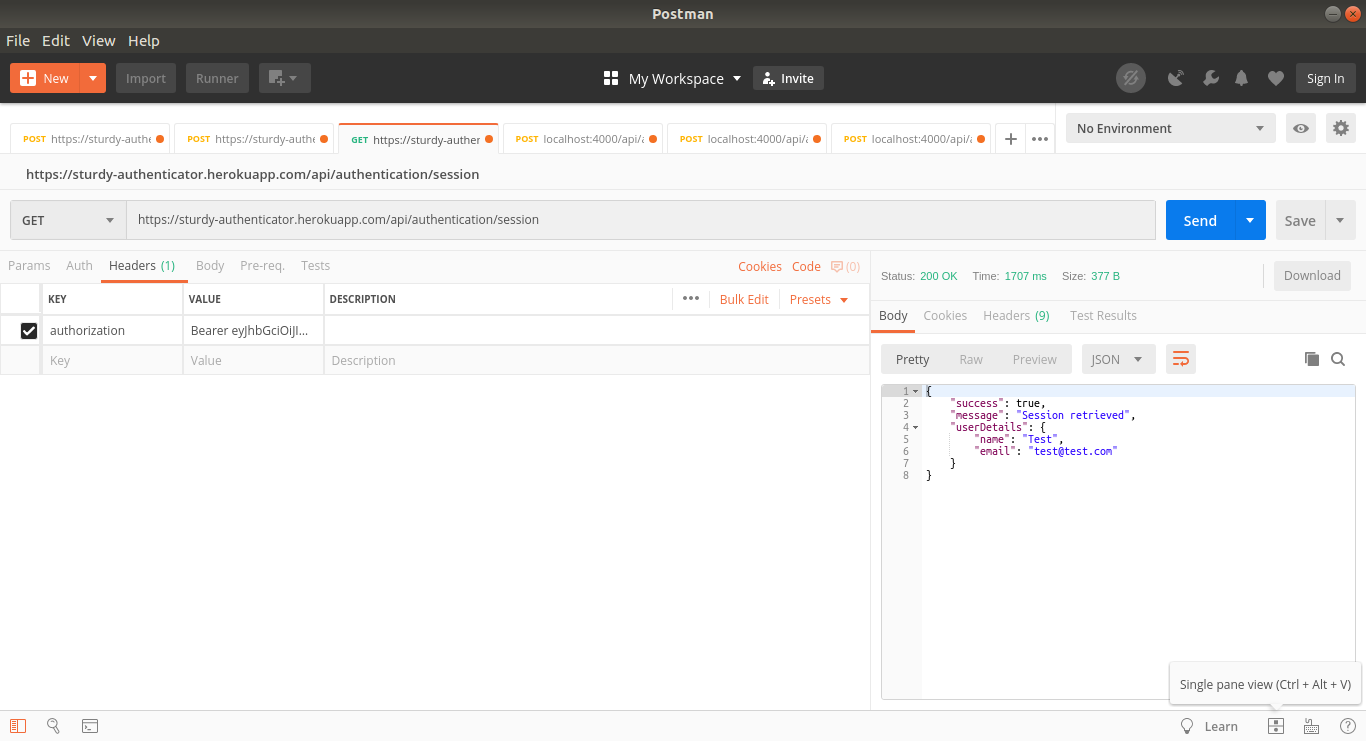 Postman
File Edit View Help
New Import Runner My Workspace Invite Sign In
POST https://sturdy-authe POST https://sturdy-authe GET https://sturdy-auther POST localhost:4000/api/a POST localhost:4000/api/a POST localhost:4000/api/a No Environment
https://sturdy-authenticator.herokuapp.com/api/authentication/session
GET https://sturdy-authenticator.herokuapp.com/api/authentication/session Send Save
Params Auth Headers (1) Body Pre-req. Tests Cookies Code (0)
Status: 200 OK Time: 1707 ms Size: 377 B Download
KEY VALUE DESCRIPTION ••• Bulk Edit Presets
authorization Bearer eyJhbGciOiJI...
Key Value Description
Body Cookies Headers (9) Test Results
Pretty Raw Preview JSON
1 {
2 "success": true,
3 "message": "Session retrieved",
4 "userDetails": {
5 "name": "Test",
6 "email": "test@test.com"
7 }
8 }
Single pane view (Ctrl + Alt + V)
Learn